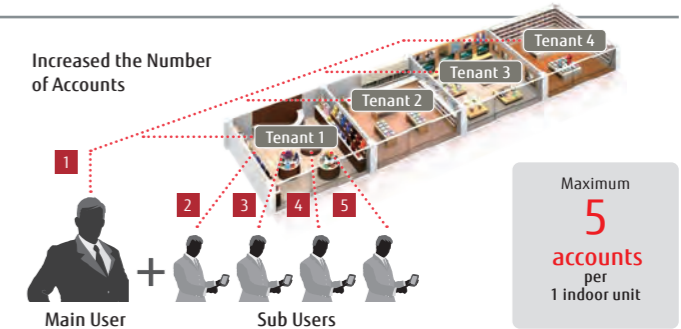 Increased the Number
of Accounts
Tenant 4
Tenant 3
Tenant 2
Tenant 1
1
2
3
4
5
Main User
+
Sub Users
Maximum
5
accounts
per
1 indoor unit